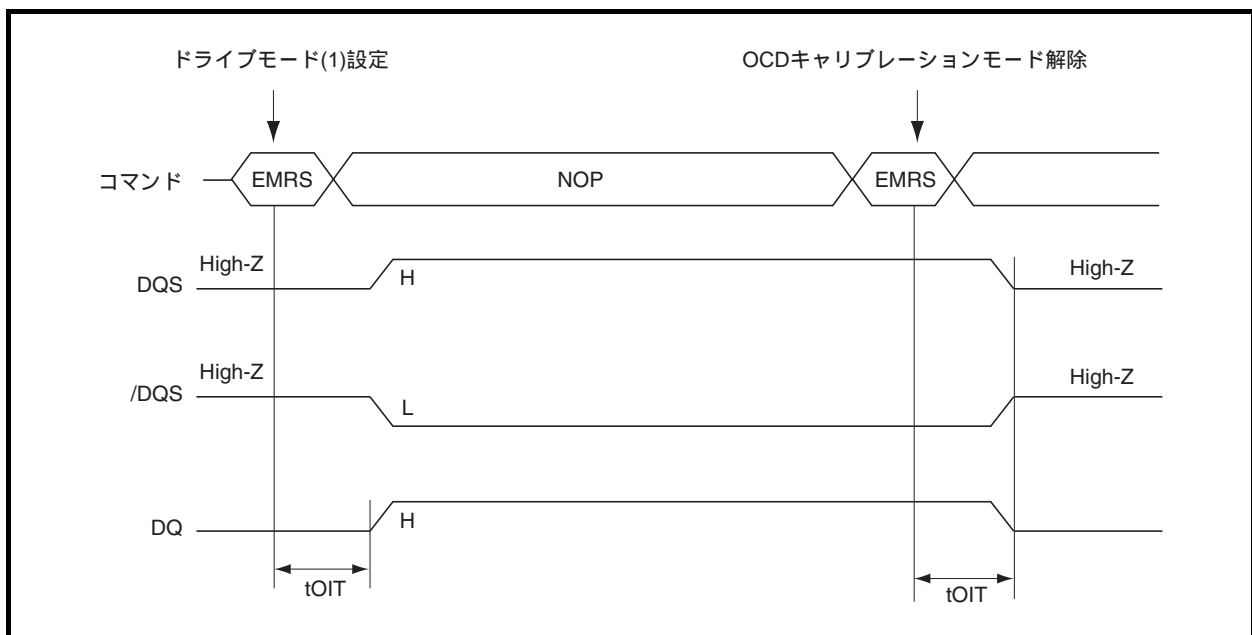 ドライブモード(1)設定 OCDキャリブレーションモード解除
コマンド EMRS NOP EMRS
DQS High-Z H High-Z
/DQS High-Z L High-Z
DQ H
tOIT tOIT